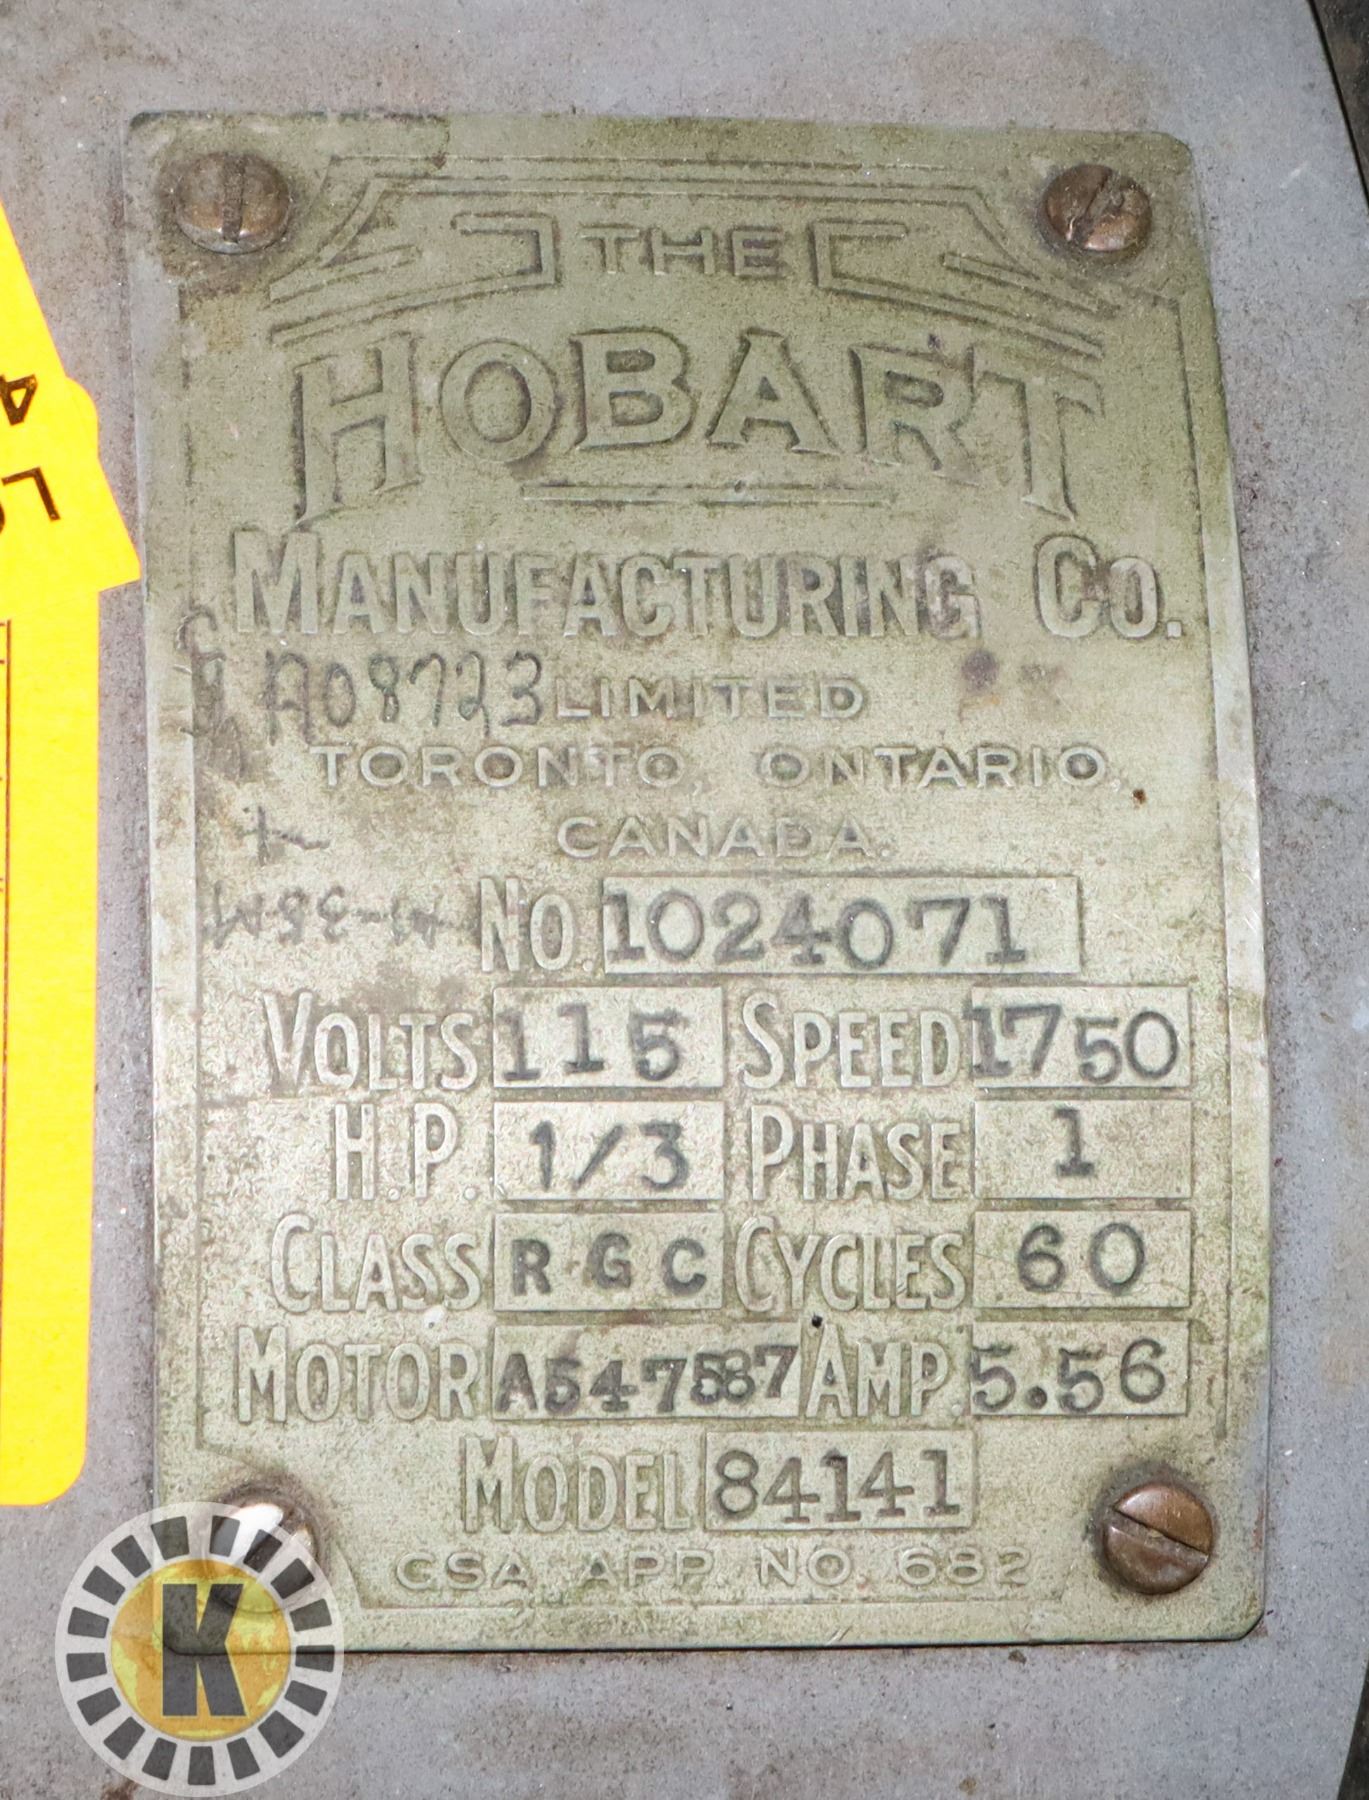 THE
HOBART
MANUFACTURING CO.
A08723 LIMITED
TORONTO, ONTARIO,
CANADA.
NO. 1024071
VOLTS 115 SPEED 1750
H.P. 1/3 PHASE 1
CLASS R G C CYCLES 60
MOTOR A547587 AMP. 5.56
MODEL 84141
CSA APP NO. 682
K